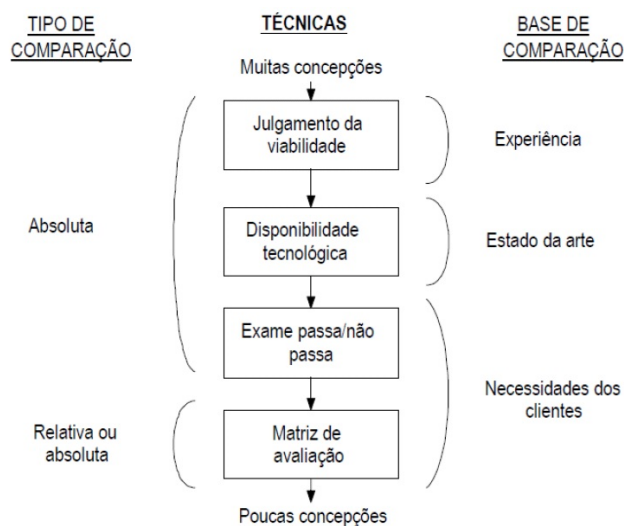 TIPO DE
COMPARAÇÃO
TÉCNICAS
BASE DE
COMPARAÇÃO
Muitas concepções
Julgamento da
viabilidade
Experiência
Absoluta
Disponibilidade
tecnológica
Estado da arte
Exame passa/não
passa
Necessidades dos
clientes
Relativa ou
absoluta
Matriz de
avaliação
Poucas concepções